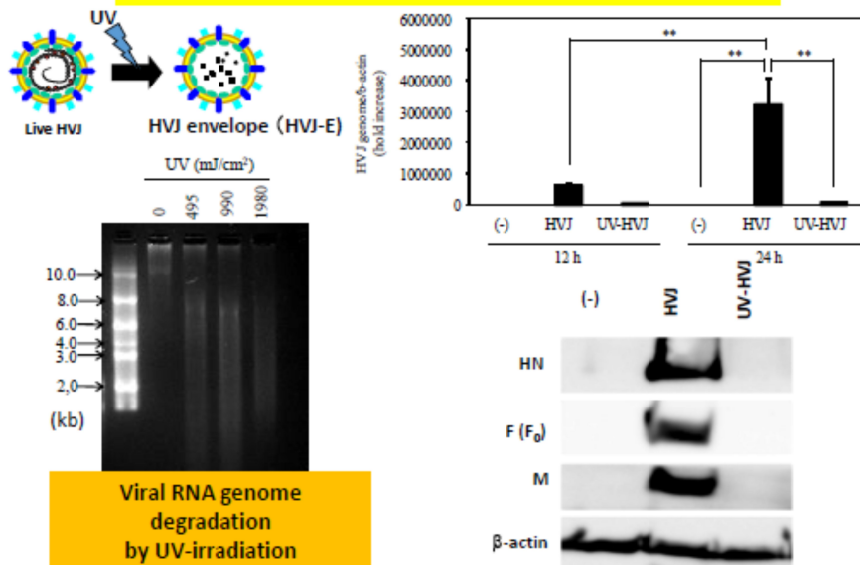 UV
Live HVJ
HVJ envelope (HVJ-E)
UV (mJ/cm²)
0
495
990
1980
10.0
8.0
6.0
4.0
3.0
2,0
(kb)
Viral RNA genome
degradation
by UV-irradiation
HVJ genome/b-actin
(hold increase)
6000000
5000000
4000000
3000000
2000000
1000000
0
**
** **
(-) HVJ UV-HVJ (-) HVJ UV-HVJ
12 h 24 h
(-) HVJ UV-HVJ
HN
F (F₀)
M
β-actin